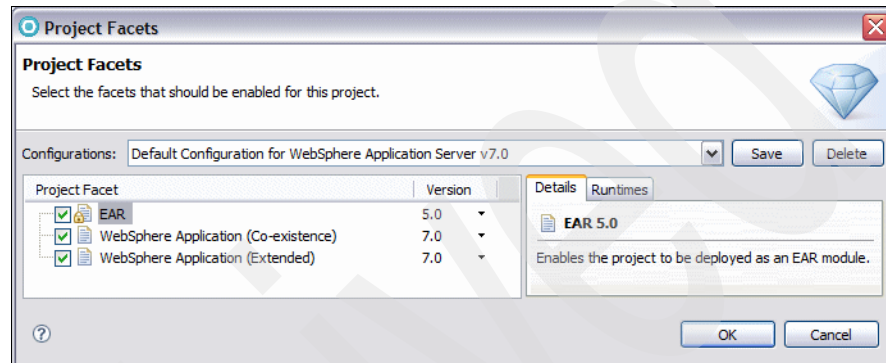 Project Facets
Project Facets
Select the facets that should be enabled for this project.
Configurations: Default Configuration for WebSphere Application Server v7.0 Save Delete
Project Facet Version Details Runtimes
EAR 5.0
WebSphere Application (Co-existence) 7.0
WebSphere Application (Extended) 7.0
EAR 5.0
Enables the project to be deployed as an EAR module.
? OK Cancel